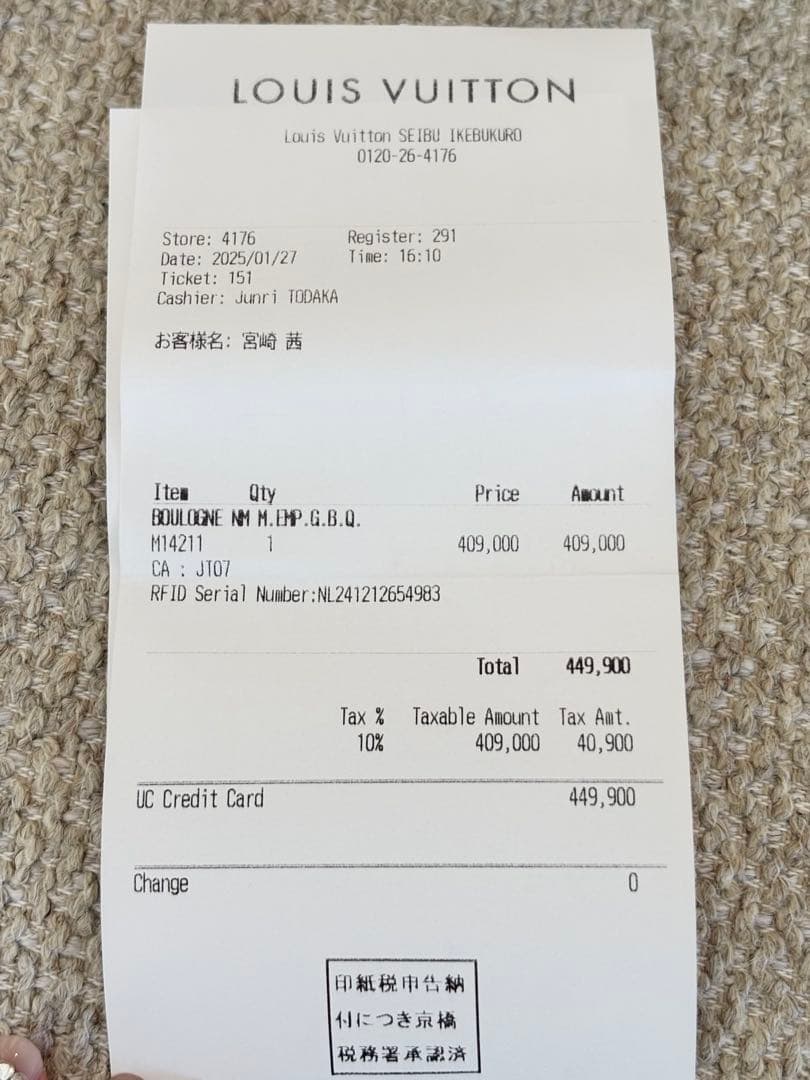 LOUIS VUITTON
Louis Vuitton SEIBU IKEBUKURO
0120-26-4176
Store: 4176 Register: 291
Date: 2025/01/27 Time: 16:10
Ticket: 151
Cashier: Junri TODAKA
お客様名: 宮崎 茜
Item Qty Price Amount
BOULOGNE NM M.EMP.G.B.Q.
M14211 1 409,000 409,000
CA : JT07
RFID Serial Number:NL241212654983
Total 449,900
Tax % Taxable Amount Tax Amt.
10% 409,000 40,900
UC Credit Card 449,900
Change 0
印紙税申告納
付につき京橋
税務署承認済